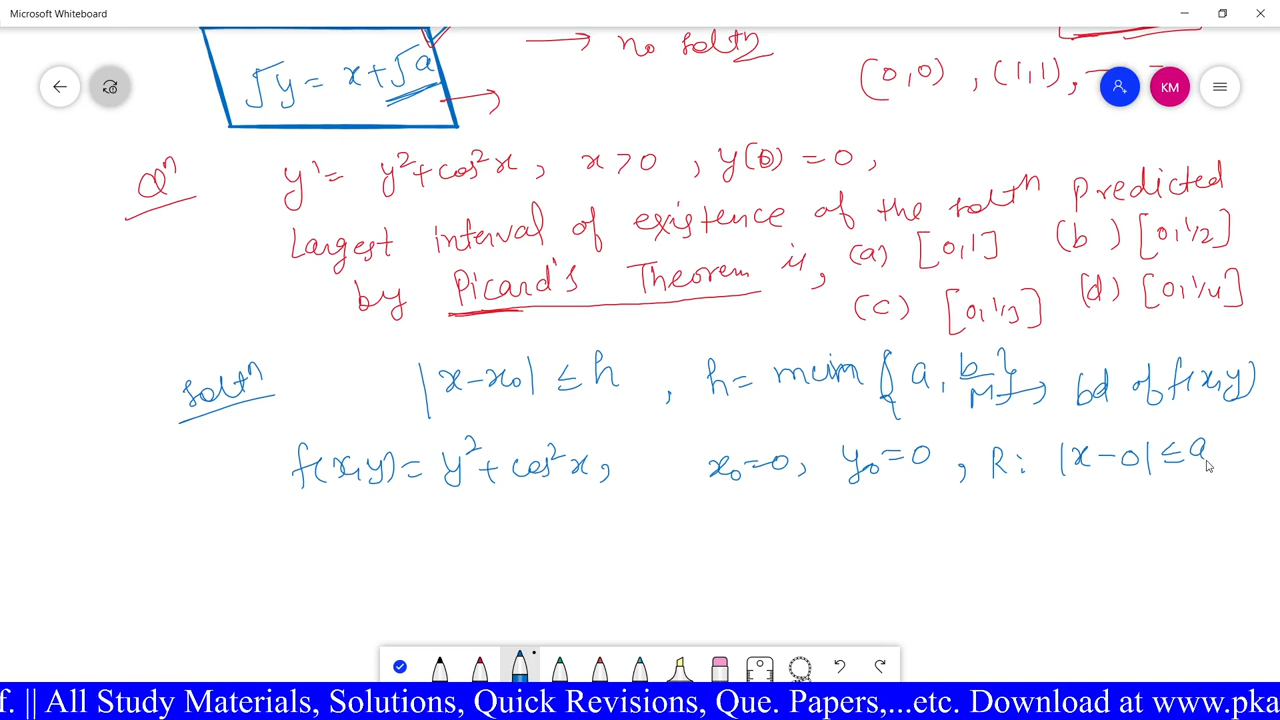 Microsoft Whiteboard
√y = x+√a
→ no soltn
(0,0), (1,1), – –
KM
Qn y' = y²+cos²x, x>0, y(0)=0,
Largest interval of existence of the soltn predicted
by Picard's Theorem is, (a) [0,1] (b) [0,1/2]
(c) [0,1/3] (d) [0,1/4]
soltn |x-x₀| ≤ h, h = {a, b/M} → bd of f(x,y)
f(x,y) = y²+cos²x, x₀=0, y₀=0, R: |x-0| ≤ a
f. || All Study Materials, Solutions, Quick Revisions, Que. Papers,...etc. Download at www.pka